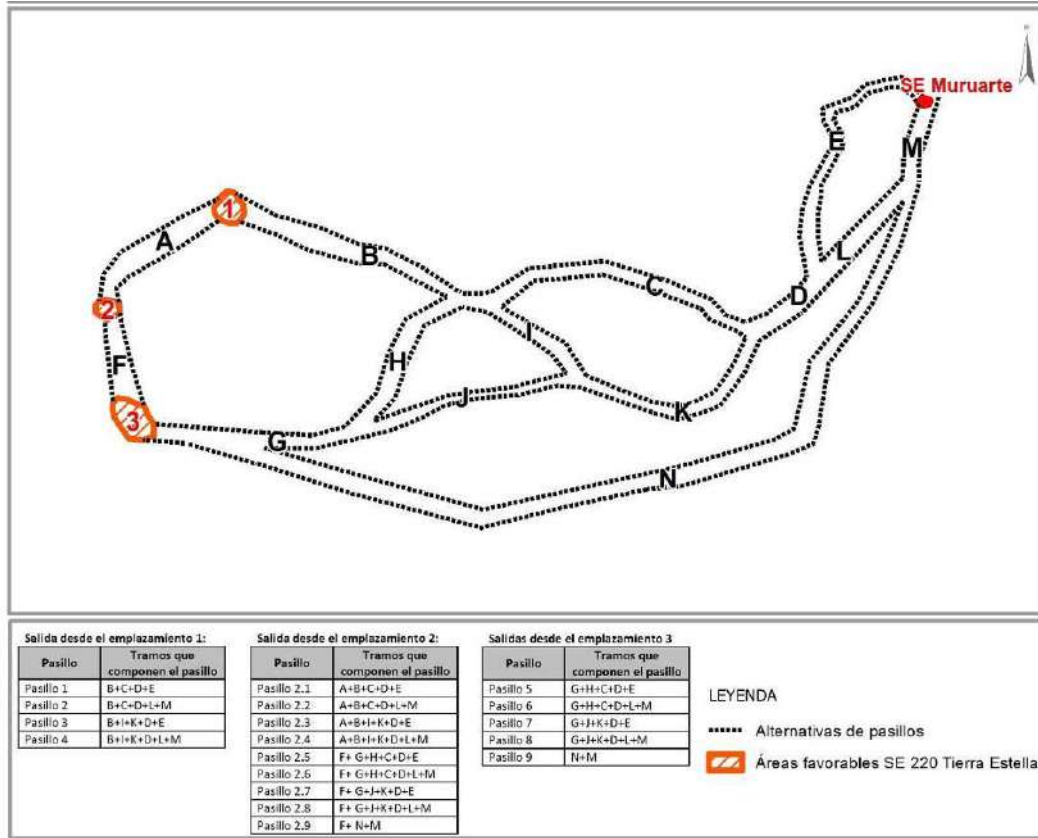 SE Muruarte
E
M
1
A
B
L
C
D
2
I
F
H
J
K
3
G
N
Salida desde el emplazamiento 1:
Pasillo Tramos que componen el pasillo
Pasillo 1 B+C+D+E
Pasillo 2 B+C+D+L+M
Pasillo 3 B+I+K+D+E
Pasillo 4 B+I+K+D+L+M
Salida desde el emplazamiento 2:
Pasillo Tramos que componen el pasillo
Pasillo 2.1 A+B+C+D+E
Pasillo 2.2 A+B+C+D+L+M
Pasillo 2.3 A+B+I+K+D+E
Pasillo 2.4 A+B+I+K+D+L+M
Pasillo 2.5 F+ G+H+C+D+E
Pasillo 2.6 F+ G+H+C+D+L+M
Pasillo 2.7 F+ G+J+K+D+E
Pasillo 2.8 F+ G+J+K+D+L+M
Pasillo 2.9 F+ N+M
Salidas desde el emplazamiento 3
Pasillo Tramos que componen el pasillo
Pasillo 5 G+H+C+D+E
Pasillo 6 G+H+C+D+L+M
Pasillo 7 G+J+K+D+E
Pasillo 8 G+J+K+D+L+M
Pasillo 9 N+M
LEYENDA
Alternativas de pasillos
Áreas favorables SE 220 Tierra Estella